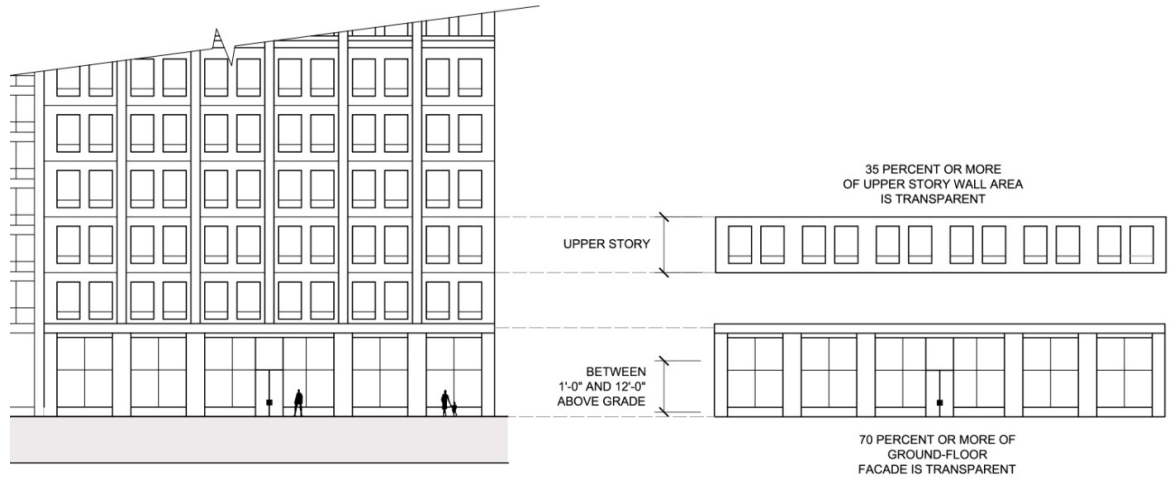 35 PERCENT OR MORE
OF UPPER STORY WALL AREA
IS TRANSPARENT
UPPER STORY
BETWEEN
1'-0" AND 12'-0"
ABOVE GRADE
70 PERCENT OR MORE OF
GROUND-FLOOR
FACADE IS TRANSPARENT